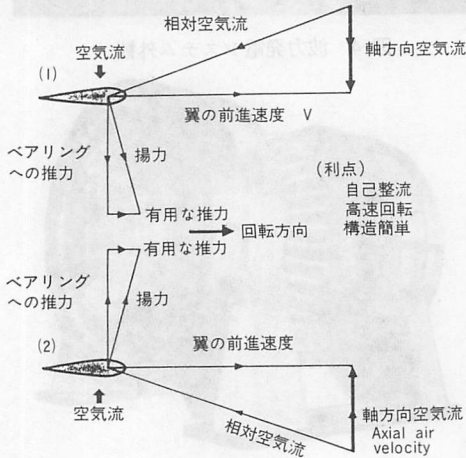 相対空気流
空気流
軸方向空気流
(1)
翼の前進速度 V
ベアリング
への推力
揚力
(利点)
自己整流
高速回転
構造簡単
有用な推力
回転方向
有用な推力
ベアリング
への推力
揚力
(2)
翼の前進速度
空気流
相対空気流
軸方向空気流
Axial air
velocity